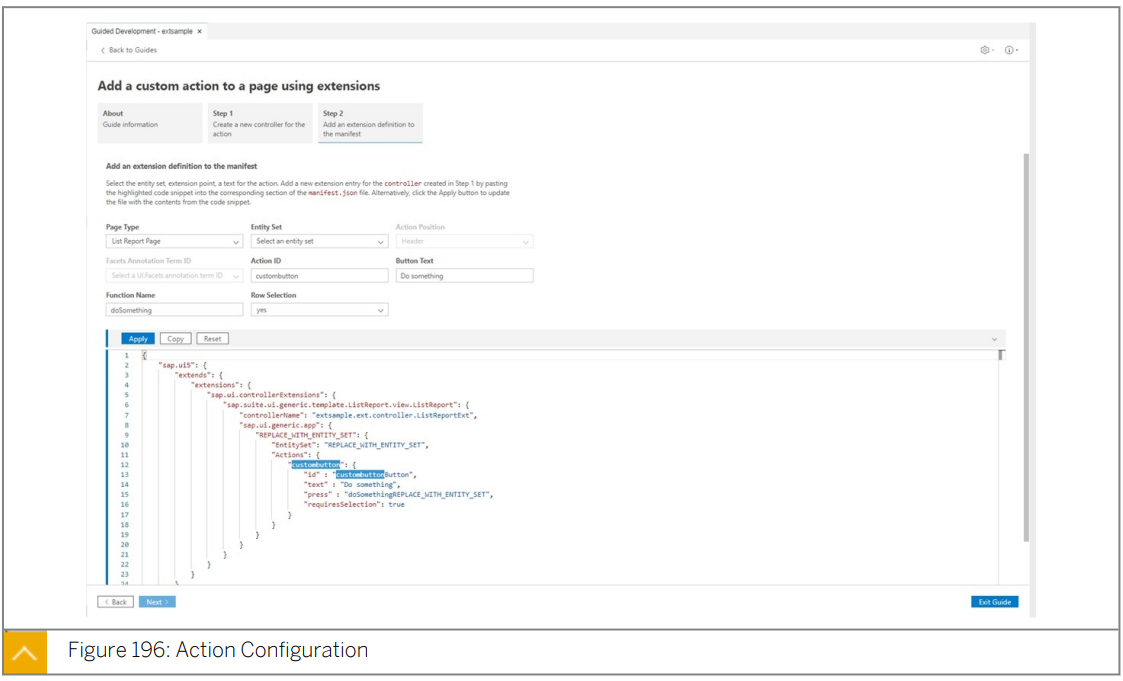 Guided Development - extsample ×
< Back to Guides
Add a custom action to a page using extensions
About
Guide information
Step 1
Create a new controller for the
action
Step 2
Add an extension definition to
the manifest
Add an extension definition to the manifest
Select the entity set, extension point, a text for the action. Add a new extension entry for the controller created in Step 1 by pasting
the highlighted code snippet into the corresponding section of the manifest.json file. Alternatively, click the Apply button to update
the file with the contents from the code snippet.
Page Type Entity Set Action Position
List Report Page Select an entity set Header
Facets Annotation Term ID Action ID Button Text
Select a UI.Facets annotation term ID custombutton Do something
Function Name Row Selection
doSomething yes
Apply Copy Reset
1 {
2 "sap.ui5": {
3 "extends": {
4 "extensions": {
5 "sap.ui.controllerExtensions": {
6 "sap.suite.ui.generic.template.ListReport.view.ListReport": {
7 "controllerName": "extsample.ext.controller.ListReportExt",
8 "sap.ui.generic.app": {
9 "REPLACE_WITH_ENTITY_SET": {
10 "EntitySet": "REPLACE_WITH_ENTITY_SET",
11 "Actions": {
12 "custombutton": {
13 "id" : "custombuttonButton",
14 "text" : "Do something",
15 "press" : "doSomethingREPLACE_WITH_ENTITY_SET",
16 "requiresSelection": true
17 }
18 }
19 }
20 }
21 }
22 }
23 }
24 }
< Back Next > Exit Guide
Figure 196: Action Configuration